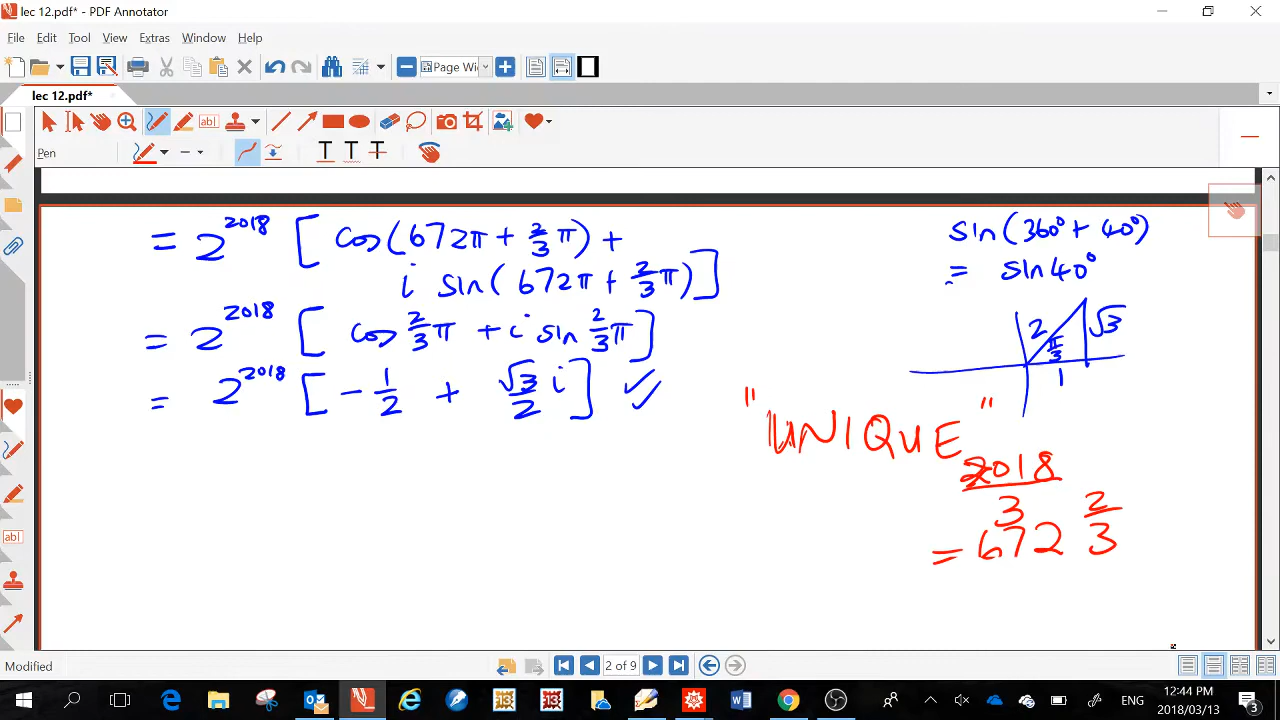 lec 12.pdf* - PDF Annotator
File Edit Tool View Extras Window Help
Page Wi
lec 12.pdf*
abl
Pen
T T T
= 2^2018 [ cos(672π + 2/3 π) +
i sin( 672π + 2/3 π) ]
= 2^2018 [ cos 2/3 π + i sin 2/3 π ]
= 2^2018 [ - 1/2 + √3/2 i ] ✓
sin(360° + 40°)
= sin 40°
2 √3
π/3
1
"UNIQUE"
2018/3
= 672 2/3
abl
Modified
2 of 9
ENG
12:44 PM
2018/03/13
3